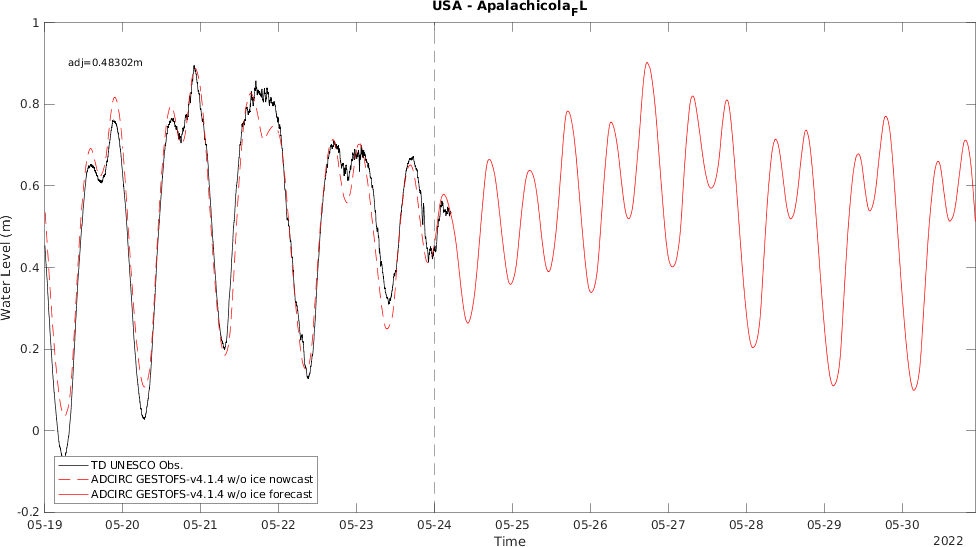 USA - Apalachicola_FL
1
adj=0.48302m
0.8
0.6
0.4
0.2
0
-0.2
Water Level (m)
TD UNESCO Obs.
ADCIRC GESTOFS-v4.1.4 w/o ice nowcast
ADCIRC GESTOFS-v4.1.4 w/o ice forecast
05-19 05-20 05-21 05-22 05-23 05-24 05-25 05-26 05-27 05-28 05-29 05-30
Time
2022